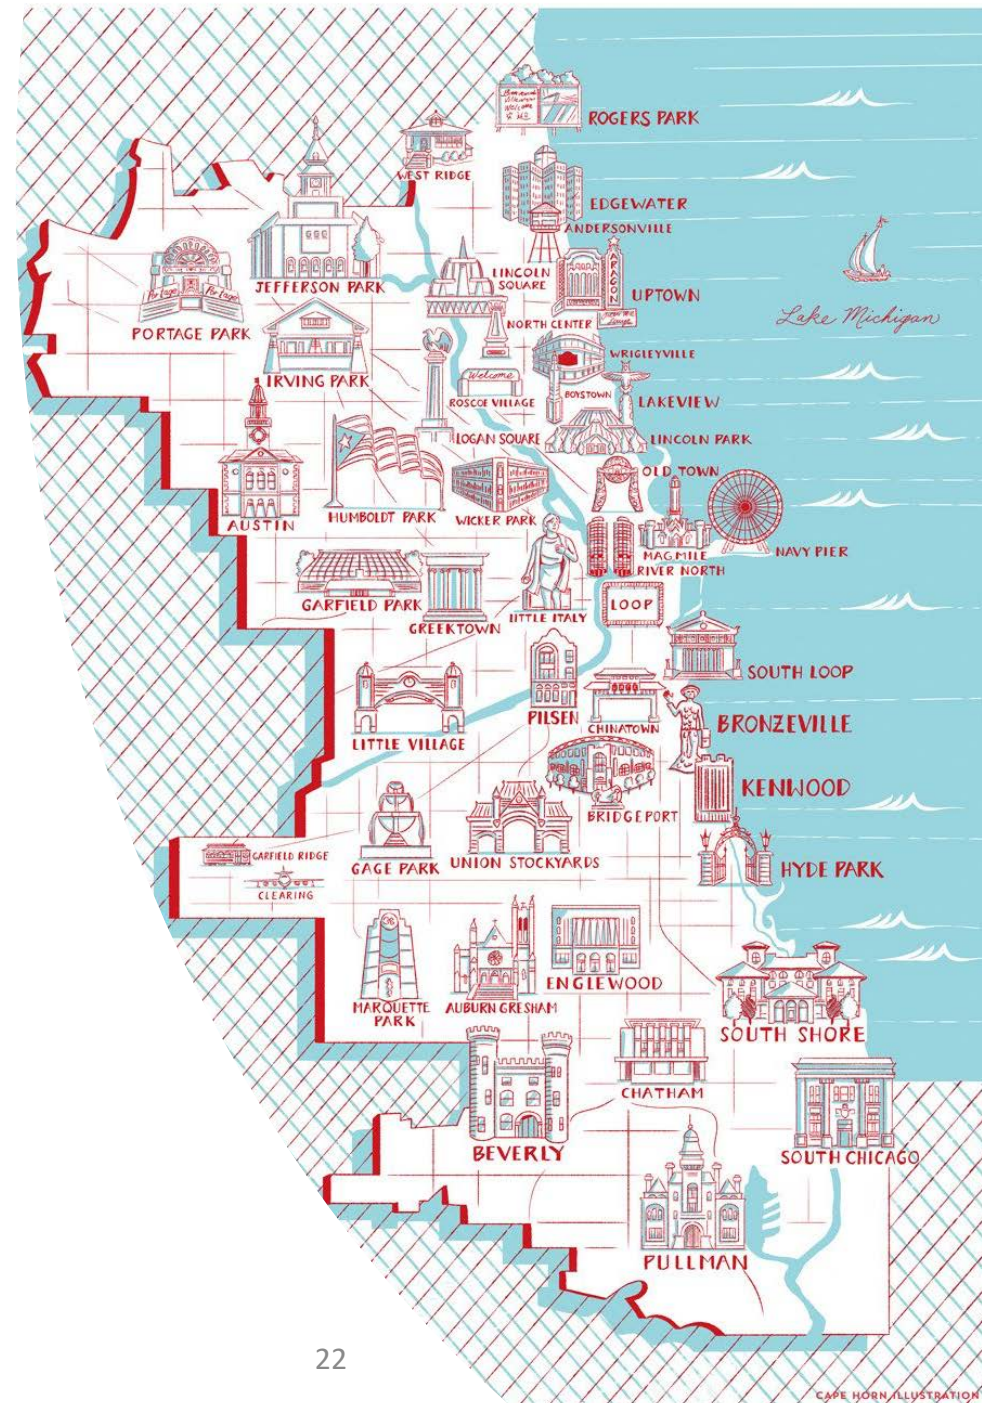 ROGERS PARK
WEST RIDGE
EDGEWATER
ANDERSONVILLE
JEFFERSON PARK
LINCOLN
SQUARE
ARAGON
UPTOWN
Portage Portage
PORTAGE PARK
Lake Michigan
NORTH CENTER
WRIGLEYVILLE
IRVING PARK
Welcome
ROSCOE VILLAGE
BOYSTOWN
LAKEVIEW
LOGAN SQUARE
LINCOLN PARK
OLD TOWN
AUSTIN
HUMBOLDT PARK
WICKER PARK
MAG MILE
NAVY PIER
RIVER NORTH
GARFIELD PARK
GREEKTOWN
LITTLE ITALY
LOOP
SOUTH LOOP
PILSEN
CHINATOWN
BRONZEVILLE
LITTLE VILLAGE
KENWOOD
BRIDGEPORT
GARFIELD RIDGE
GAGE PARK
UNION STOCKYARDS
HYDE PARK
CLEARING
ENGLEWOOD
MARQUETTE
PARK
AUBURN GRESHAM
SOUTH SHORE
CHATHAM
BEVERLY
SOUTH CHICAGO
PULLMAN
22
CAPE HORN ILLUSTRATION